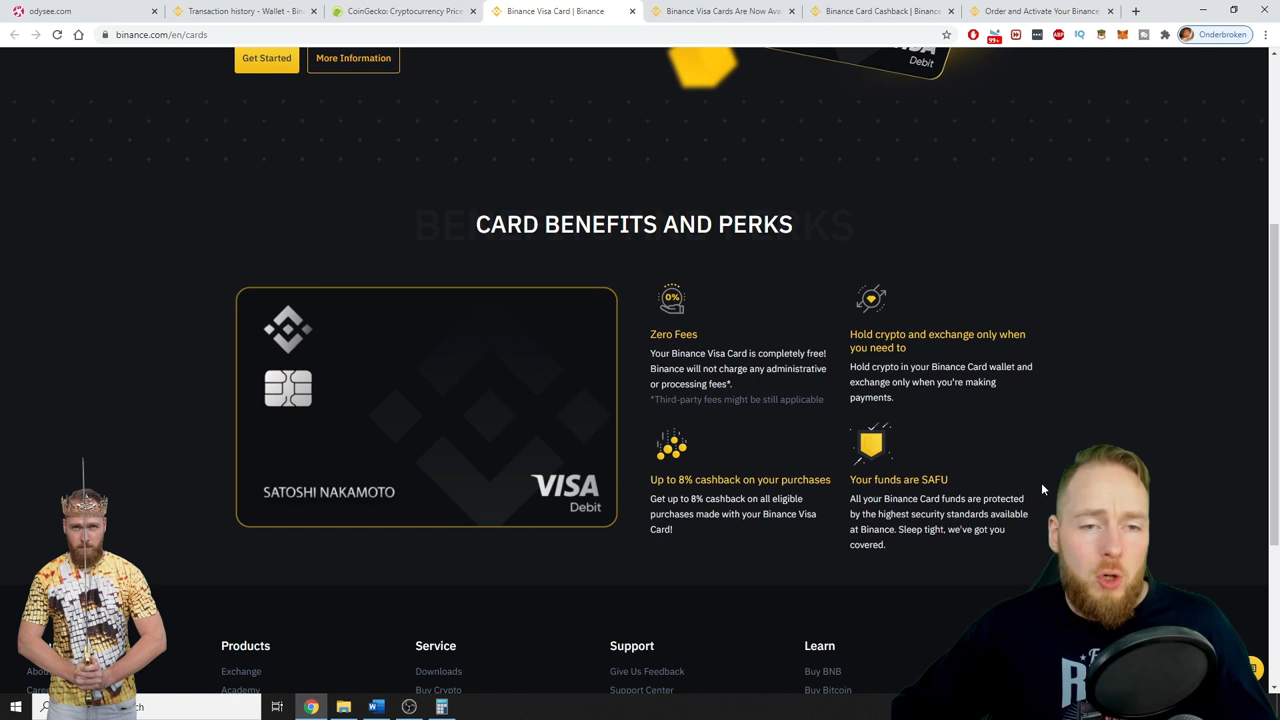 odysee.com
Transaction history - Wallet - Bin
CoinGecko: Cryptocurrency Price
Binance Visa Card | Binance
Binance Visa Cards Are Now Ava
Binance Card Cashback | Binance
Order and Activate Your Binance
binance.com/en/cards
99+
ABP
IQ
Onderbroken
Get Started
More Information
VISA
Debit
CARD BENEFITS AND PERKS
0%
Zero Fees
Your Binance Visa Card is completely free!
Binance will not charge any administrative
or processing fees*.
*Third-party fees might be still applicable
Hold crypto and exchange only when
you need to
Hold crypto in your Binance Card wallet and
exchange only when you're making
payments.
SATOSHI NAKAMOTO
VISA
Debit
Up to 8% cashback on your purchases
Get up to 8% cashback on all eligible
purchases made with your Binance Visa
Card!
Your funds are SAFU
All your Binance Card funds are protected
by the highest security standards available
at Binance. Sleep tight, we've got you
covered.
Products
Service
Support
Learn
Exchange
Downloads
Give Us Feedback
Buy BNB
Academy
Buy Crypto
Support Center
Buy Bitcoin